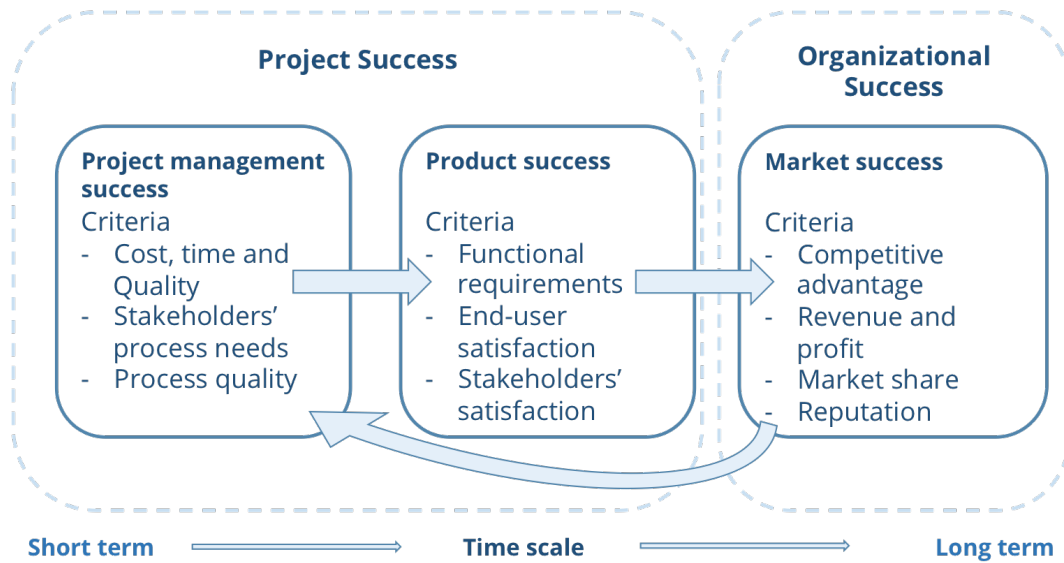 Project Success
Organizational
Success
Project management
success
Criteria
- Cost, time and
Quality
- Stakeholders’
process needs
- Process quality
Product success
Criteria
- Functional
requirements
- End-user
satisfaction
- Stakeholders’
satisfaction
Market success
Criteria
- Competitive
advantage
- Revenue and
profit
- Market share
- Reputation
Short term
Time scale
Long term